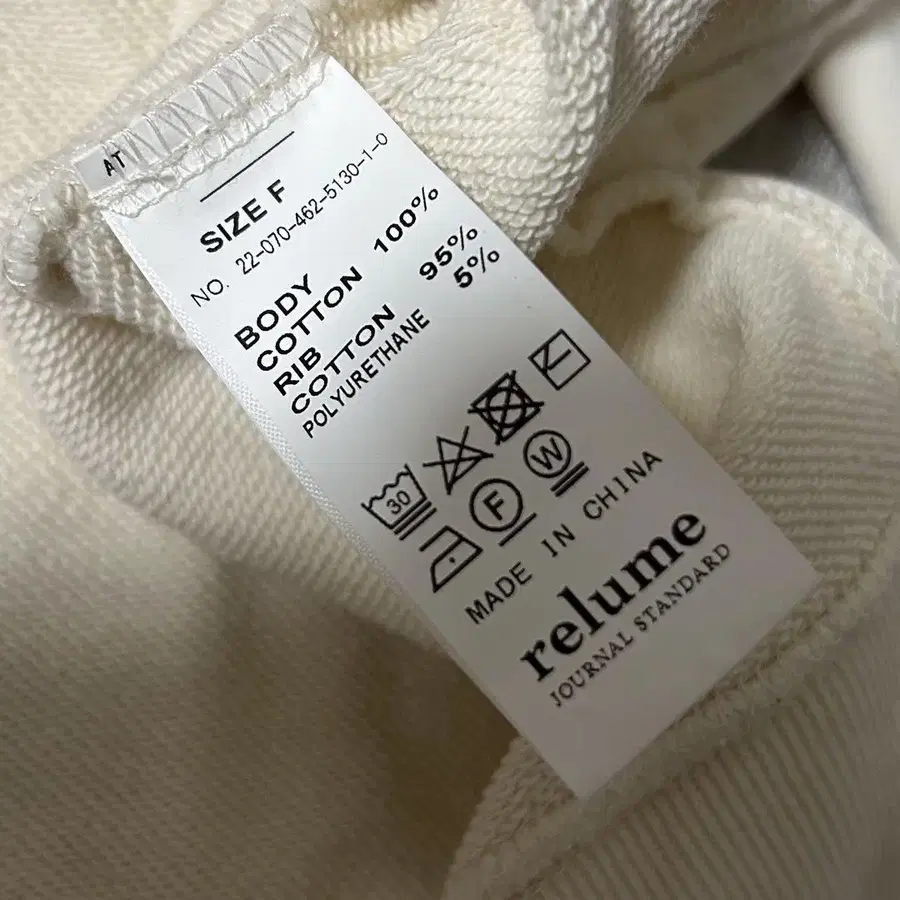 AT
SIZE F
NO. 22-070-462-5130-1-0
BODY
COTTON 100%
RIB
COTTON 95%
POLYURETHANE 5%
30
F W
MADE IN CHINA
relume
JOURNAL STANDARD